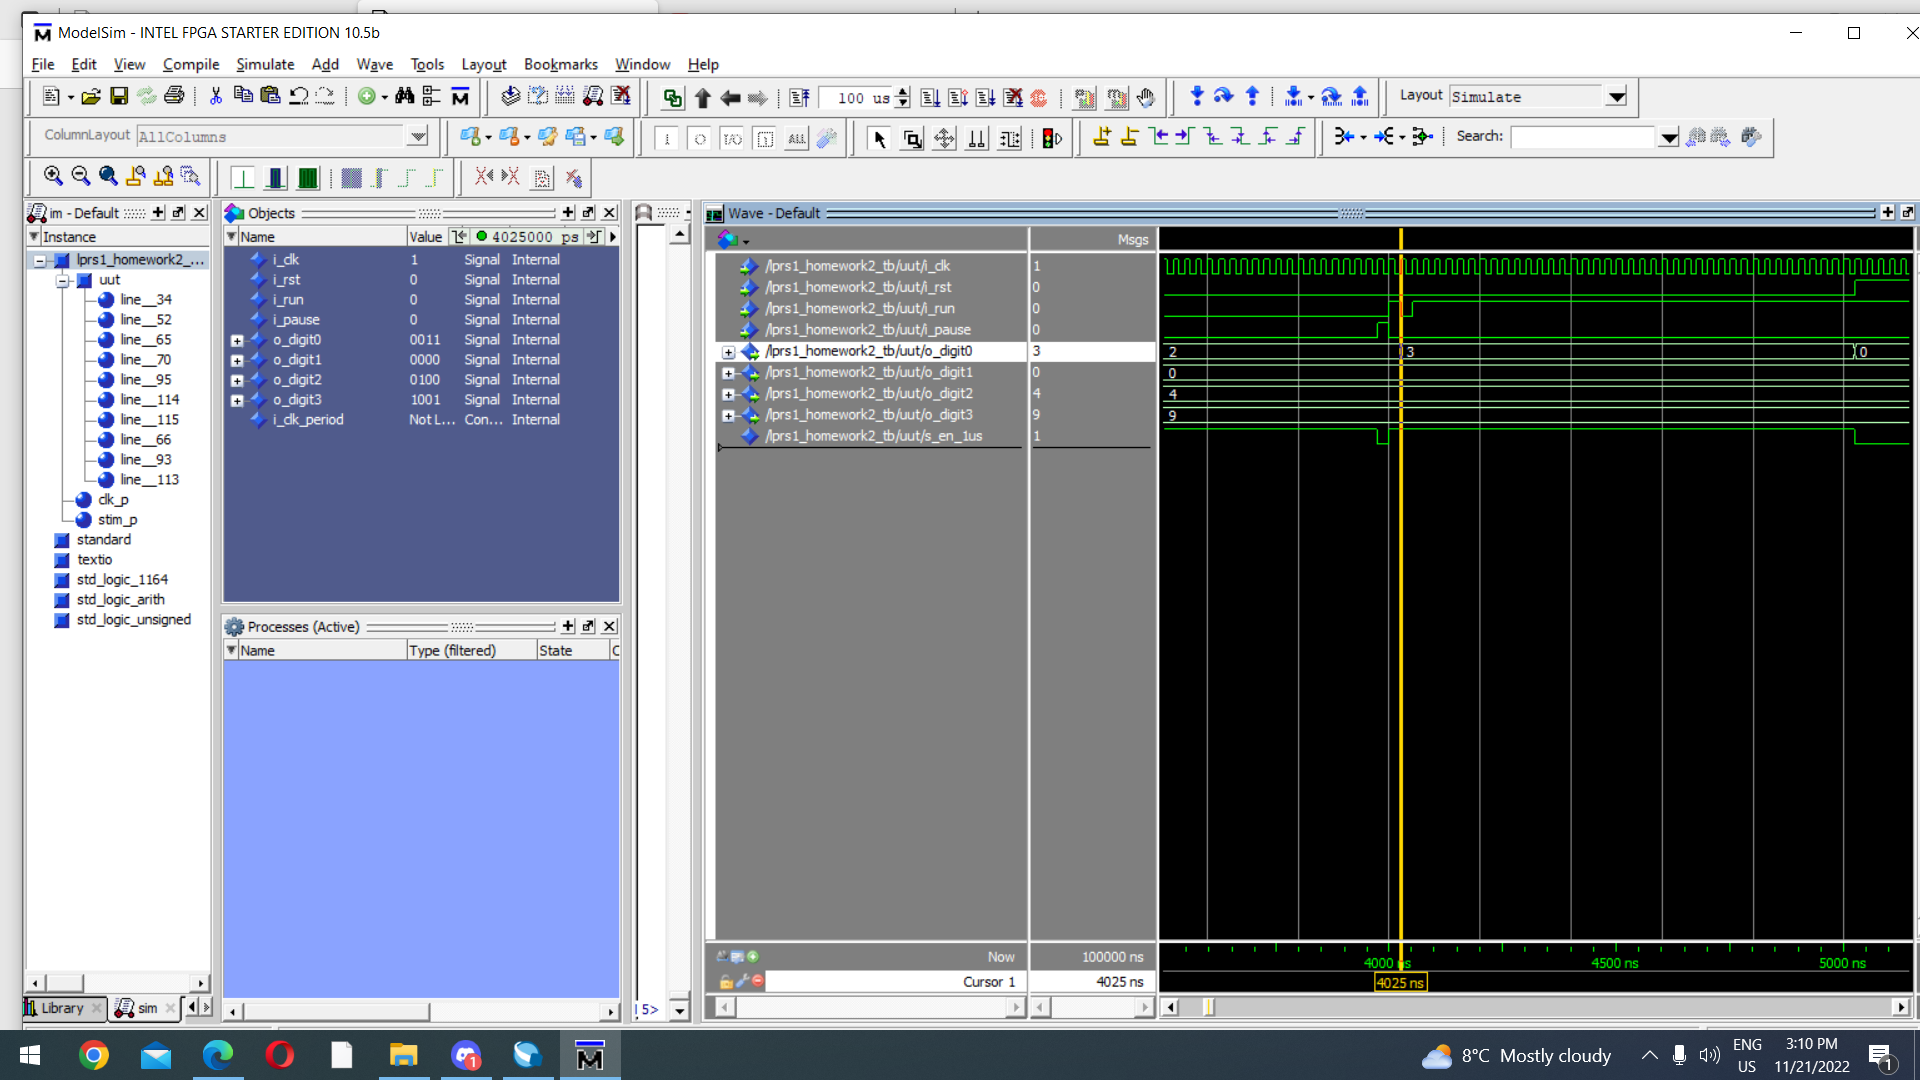 ModelSim - INTEL FPGA STARTER EDITION 10.5b
File Edit View Compile Simulate Add Wave Tools Layout Bookmarks Window Help
100 us
Layout Simulate
ColumnLayout AllColumns
Search:
im - Default
Instance
lprs1_homework2_...
uut
line__34
line__52
line__65
line__70
line__95
line__114
line__115
line__66
line__93
line__113
clk_p
stim_p
standard
textio
std_logic_1164
std_logic_arith
std_logic_unsigned
Library
sim
Objects
Name Value 4025000 ps
i_clk 1 Signal Internal
i_rst 0 Signal Internal
i_run 0 Signal Internal
i_pause 0 Signal Internal
o_digit0 0011 Signal Internal
o_digit1 0000 Signal Internal
o_digit2 0100 Signal Internal
o_digit3 1001 Signal Internal
i_clk_period Not L... Con... Internal
Processes (Active)
Name Type (filtered) State
5>
Wave - Default
Msgs
/lprs1_homework2_tb/uut/i_clk 1
/lprs1_homework2_tb/uut/i_rst 0
/lprs1_homework2_tb/uut/i_run 0
/lprs1_homework2_tb/uut/i_pause 0
/lprs1_homework2_tb/uut/o_digit0 3 2 3 0
/lprs1_homework2_tb/uut/o_digit1 0 0
/lprs1_homework2_tb/uut/o_digit2 4 4
/lprs1_homework2_tb/uut/o_digit3 9 9
/lprs1_homework2_tb/uut/s_en_1us 1
Now 100000 ns
4000 ns 4500 ns 5000 ns
Cursor 1 4025 ns
4025 ns
8°C Mostly cloudy
ENG
US
3:10 PM
11/21/2022
1
1